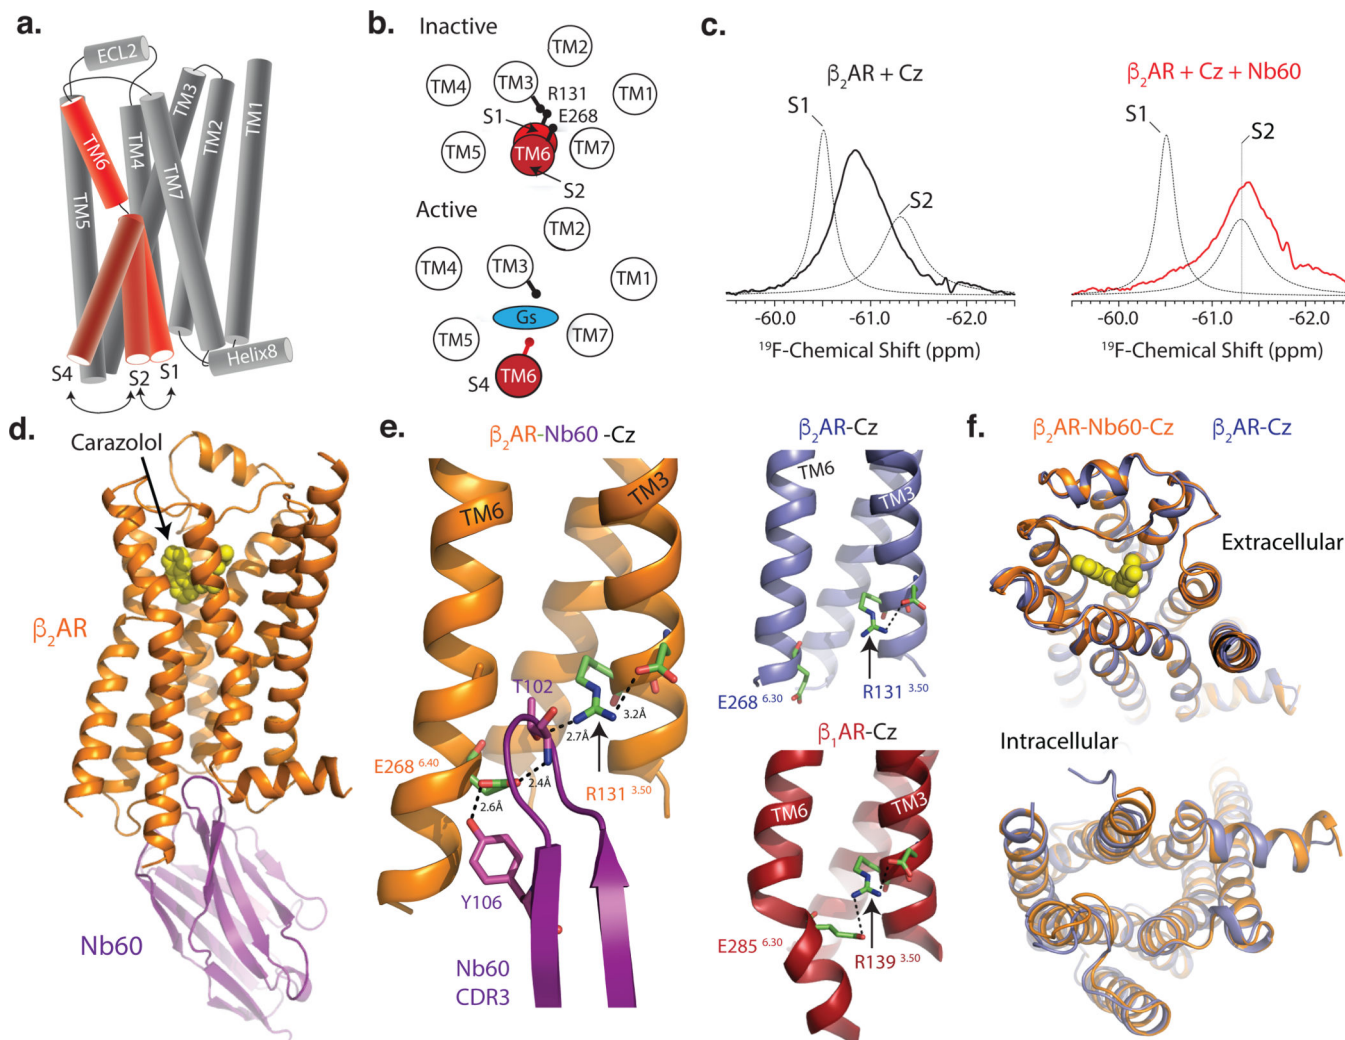 a.
ECL2
TM6
TM5
TM4
TM3
TM2
TM1
TM7
Helix8
S4
S2
S1
b.
Inactive
TM2
TM4
TM3
R131
TM1
E268
S1
TM5
TM6
TM7
S2
Active
TM2
TM4
TM3
TM1
Gs
TM5
TM7
S4
TM6
c.
β₂AR + Cz
S1
S2
-60.0
-61.0
-62.0
¹⁹F-Chemical Shift (ppm)
β₂AR + Cz + Nb60
S1
S2
-60.0
-61.0
-62.0
¹⁹F-Chemical Shift (ppm)
d.
Carazolol
β₂AR
Nb60
e.
β₂AR-Nb60 -Cz
TM6
TM3
T102
3.2Å
2.7Å
E268 ⁶·⁴⁰
2.4Å
R131 ³·⁵⁰
2.6Å
Y106
Nb60
CDR3
β₂AR-Cz
TM6
TM3
E268 ⁶·³⁰
R131 ³·⁵⁰
β₁AR-Cz
TM6
TM3
E285 ⁶·³⁰
R139 ³·⁵⁰
f.
β₂AR-Nb60-Cz
β₂AR-Cz
Extracellular
Intracellular